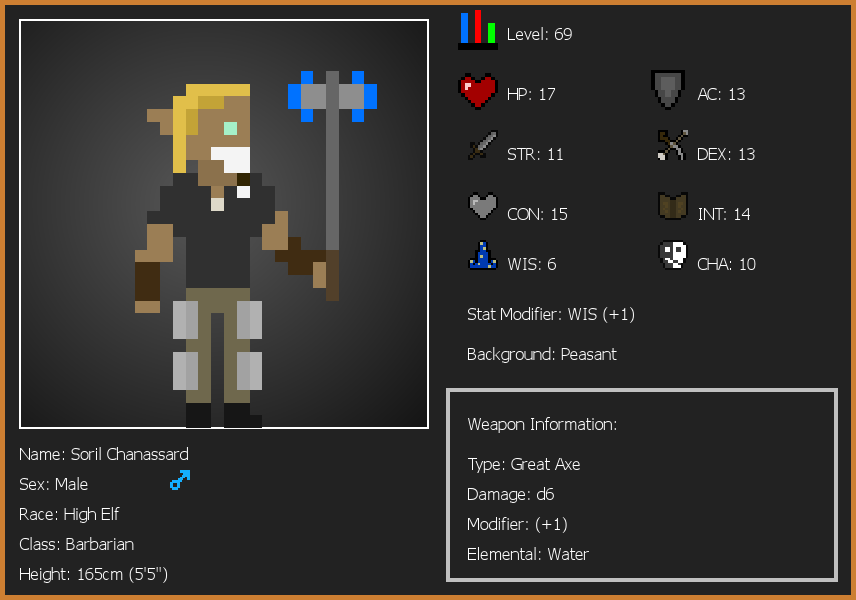 Level: 69
HP: 17
AC: 13
STR: 11
DEX: 13
CON: 15
INT: 14
WIS: 6
CHA: 10
Stat Modifier: WIS (+1)
Background: Peasant
Weapon Information:
Type: Great Axe
Damage: d6
Modifier: (+1)
Elemental: Water
Name: Soril Chanassard
Sex: Male
Race: High Elf
Class: Barbarian
Height: 165cm (5'5")